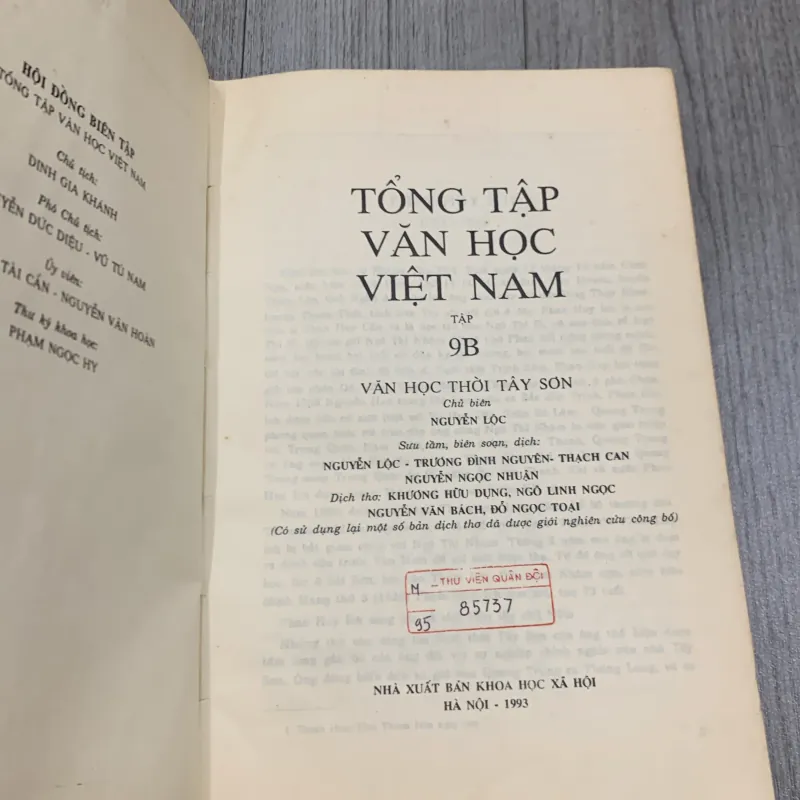 HỘI ĐỒNG BIÊN TẬP
TỔNG TẬP VĂN HỌC VIỆT NAM
Chủ tịch:
ĐINH GIA KHÁNH
Phó Chủ tịch:
ĐỨC DIỆU - VŨ TÚ NAM
Ủy viên:
TÀI CẨN - NGUYỄN VĂN HOÀN
Thư ký khoa học:
PHẠM NGỌC HY
TỔNG TẬP
VĂN HỌC
VIỆT NAM
TẬP
9B
VĂN HỌC THỜI TÂY SƠN
Chủ biên
NGUYỄN LỘC
Sưu tầm, biên soạn, dịch:
NGUYỄN LỘC - TRƯƠNG ĐÌNH NGUYÊN- THẠCH CAN
NGUYỄN NGỌC NHUẬN
Dịch thơ: KHƯƠNG HỮU DỤNG, NGÔ LINH NGỌC
NGUYỄN VĂN BÁCH, ĐỖ NGỌC TOẠI
(Có sử dụng lại một số bản dịch thơ đã được giới nghiên cứu công bố)
THƯ VIỆN QUÂN ĐỘI
M
85737
95
NHÀ XUẤT BẢN KHOA HỌC XÃ HỘI
HÀ NỘI - 1993